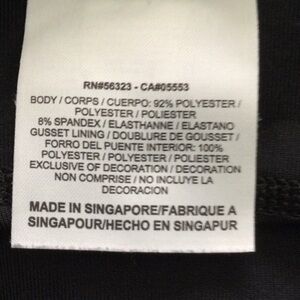 RN#56323 - CA#05553
BODY / CORPS / CUERPO: 92% POLYESTER /
POLYESTER / POLIESTER
8% SPANDEX / ELASTHANNE / ELASTANO
GUSSET LINING / DOUBLURE DE GOUSSET /
FORRO DEL PUENTE INTERIOR: 100%
POLYESTER / POLYESTER / POLIESTER
EXCLUSIVE OF DECORATION / DECORATION
NON COMPRISE / NO INCLUYE LA
DECORACION
MADE IN SINGAPORE/FABRIQUE A
SINGAPOUR/HECHO EN SINGAPUR